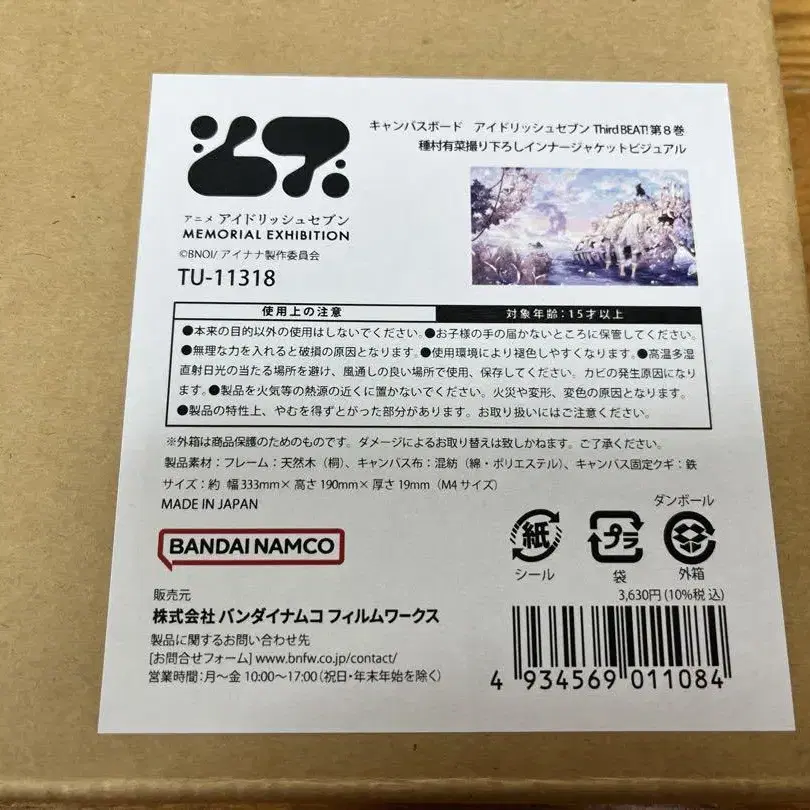 キャンバスボード　アイドリッシュセブン Third BEAT! 第8巻
種村有菜撮り下ろしインナージャケットビジュアル
アニメ アイドリッシュセブン
MEMORIAL EXHIBITION
©BNOI/ アイナナ製作委員会
TU-11318
使用上の注意
対象年齢：15才以上
●本来の目的以外の使用はしないでください。●お子様の手の届かないところに保管してください。
●無理な力を入れると破損の原因となります。●使用環境により褪色しやすくなります。●高温多湿
直射日光の当たる場所を避け、風通しの良い場所で使用、保存してください。カビの発生原因になり
ます。●製品を火気等の熱源の近くに置かないでください。火災や変形、変色の原因となります。
●製品の特性上、やむを得ずとがった部分があります。お取り扱いにはご注意ください。
※外箱は商品保護のためのものです。ダメージによるお取り替えは致しかねます。ご了承ください。
製品素材：フレーム：天然木（桐）、キャンバス布：混紡（綿・ポリエステル）、キャンバス固定クギ：鉄
サイズ：約 幅333mm×高さ190mm×厚さ19mm（M4サイズ）
MADE IN JAPAN
BANDAI NAMCO
紙
シール
プラ
袋
ダンボール
外箱
販売元
株式会社 バンダイナムコ フィルムワークス
製品に関するお問い合わせ先
[お問合せフォーム] www.bnfw.co.jp/contact/
営業時間：月～金 10:00～17:00（祝日・年末年始を除く）
3,630円（10%税込）
4 934569 011084